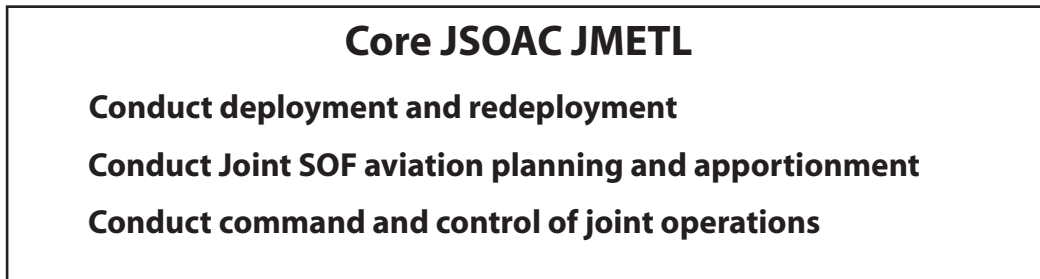 Core JSOAC JMETL
Conduct deployment and redeployment
Conduct Joint SOF aviation planning and apportionment
Conduct command and control of joint operations